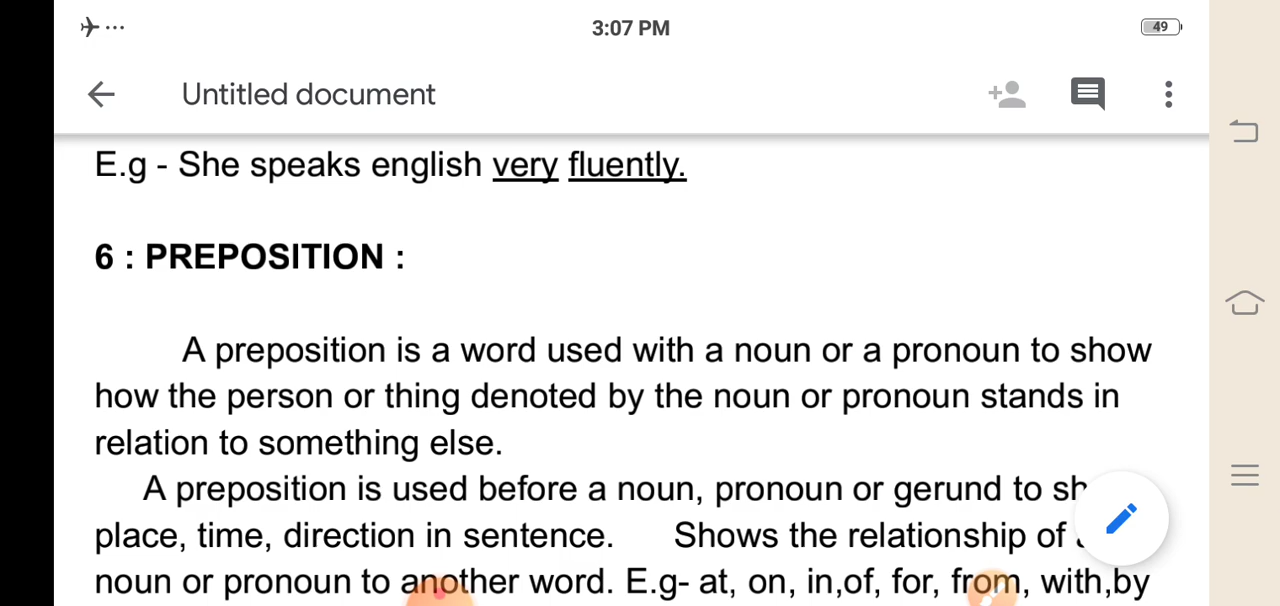 3:07 PM
49
Untitled document
E.g - She speaks english very fluently.
6 : PREPOSITION :
A preposition is a word used with a noun or a pronoun to show
how the person or thing denoted by the noun or pronoun stands in
relation to something else.
A preposition is used before a noun, pronoun or gerund to
place, time, direction in sentence. Shows the relationship of
noun or pronoun to another word. E.g- at, on, in,of, for, from, with,by